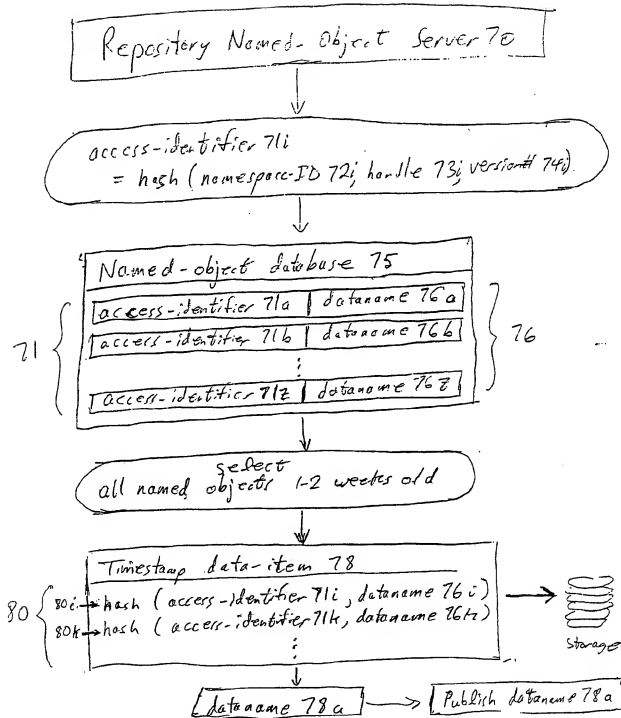 Repository Named-Object Server 70
access-identifier 71i
= hash (namespace-ID 72i, handle 73i, version# 74i)
Named-object database 75
71
access-identifier 71a | dataname 76a
76
access-identifier 71b | dataname 76b
access-identifier 71z | dataname 76z
select
all named objects 1-2 weeks old
Timestamp data-item 78
80
80i → hash (access-identifier 71i, dataname 76i)
80k → hash (access-identifier 71k, dataname 76k)
Storage
dataname 78a
Publish dataname 78a